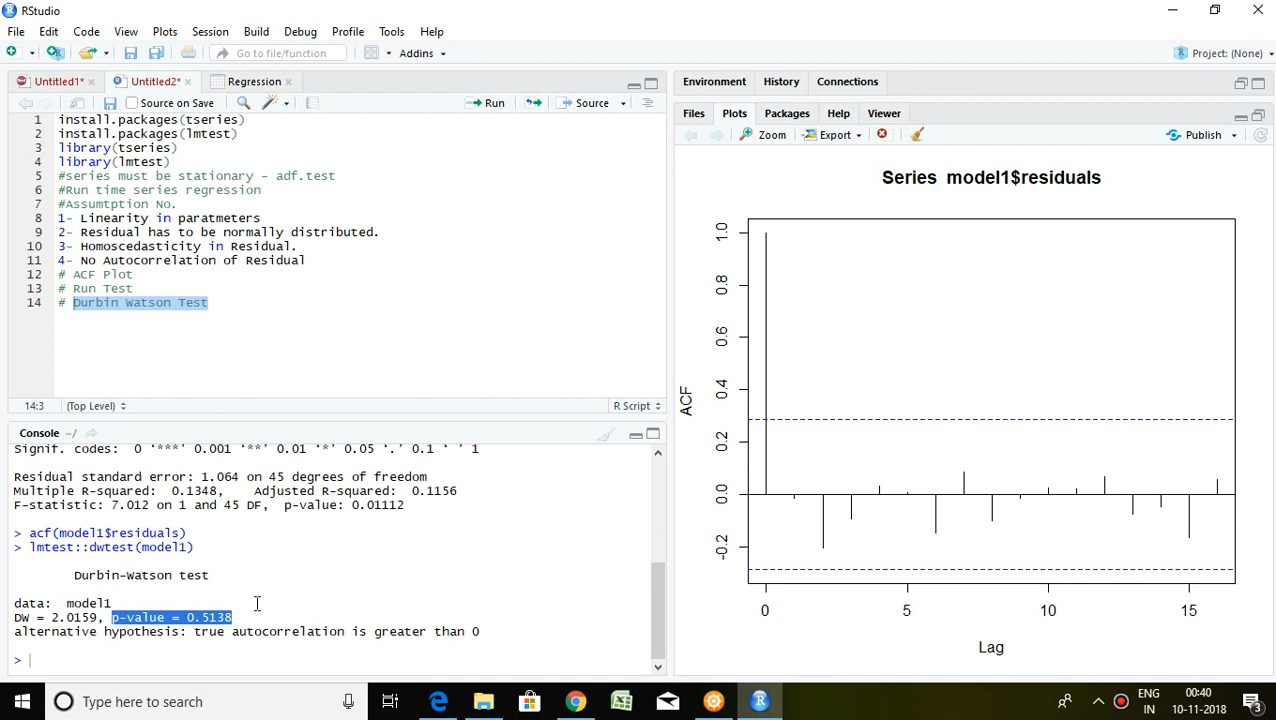 RStudio
File Edit Code View Plots Session Build Debug Profile Tools Help
Go to file/function Addins Project: (None)
Untitled1* Untitled2* Regression
Source on Save Run Source
1 install.packages(tseries)
2 install.packages(lmtest)
3 library(tseries)
4 library(lmtest)
5 #series must be stationary - adf.test
6 #Run time series regression
7 #Assumtption No.
8 1- Linearity in paratmeters
9 2- Residual has to be normally distributed.
10 3- Homoscedasticity in Residual.
11 4- No Autocorrelation of Residual
12 # ACF Plot
13 # Run Test
14 # Durbin Watson Test
14:3 (Top Level) R Script
Console ~/
Signif. codes: 0 ‘***’ 0.001 ‘**’ 0.01 ‘*’ 0.05 ‘.’ 0.1 ‘ ’ 1
Residual standard error: 1.064 on 45 degrees of freedom
Multiple R-squared: 0.1348, Adjusted R-squared: 0.1156
F-statistic: 7.012 on 1 and 45 DF, p-value: 0.01112
> acf(model1$residuals)
> lmtest::dwtest(model1)
Durbin-Watson test
data: model1
DW = 2.0159, p-value = 0.5138
alternative hypothesis: true autocorrelation is greater than 0
>
Environment History Connections
Files Plots Packages Help Viewer
Zoom Export Publish
Series model1$residuals
1.0
0.8
0.6
0.4
0.2
0.0
-0.2
ACF
0 5 10 15
Lag
Type here to search
ENG
IN
00:40
10-11-2018
3